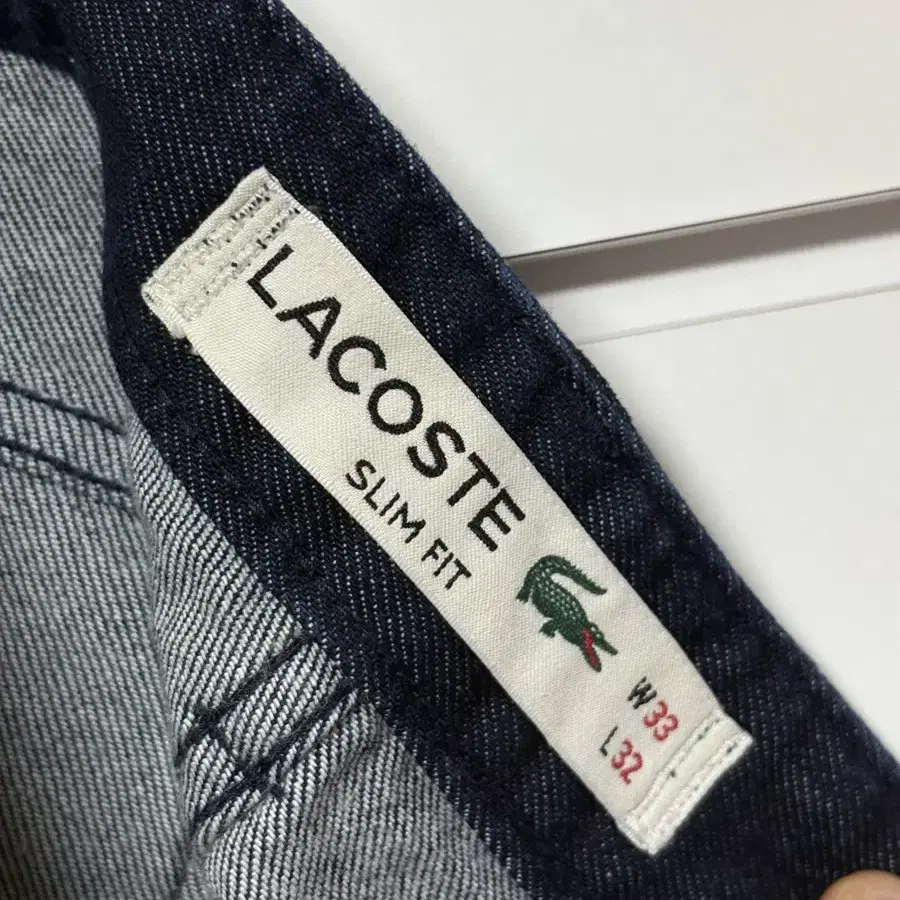 LACOSTE
SLIM FIT
W 33
L 32